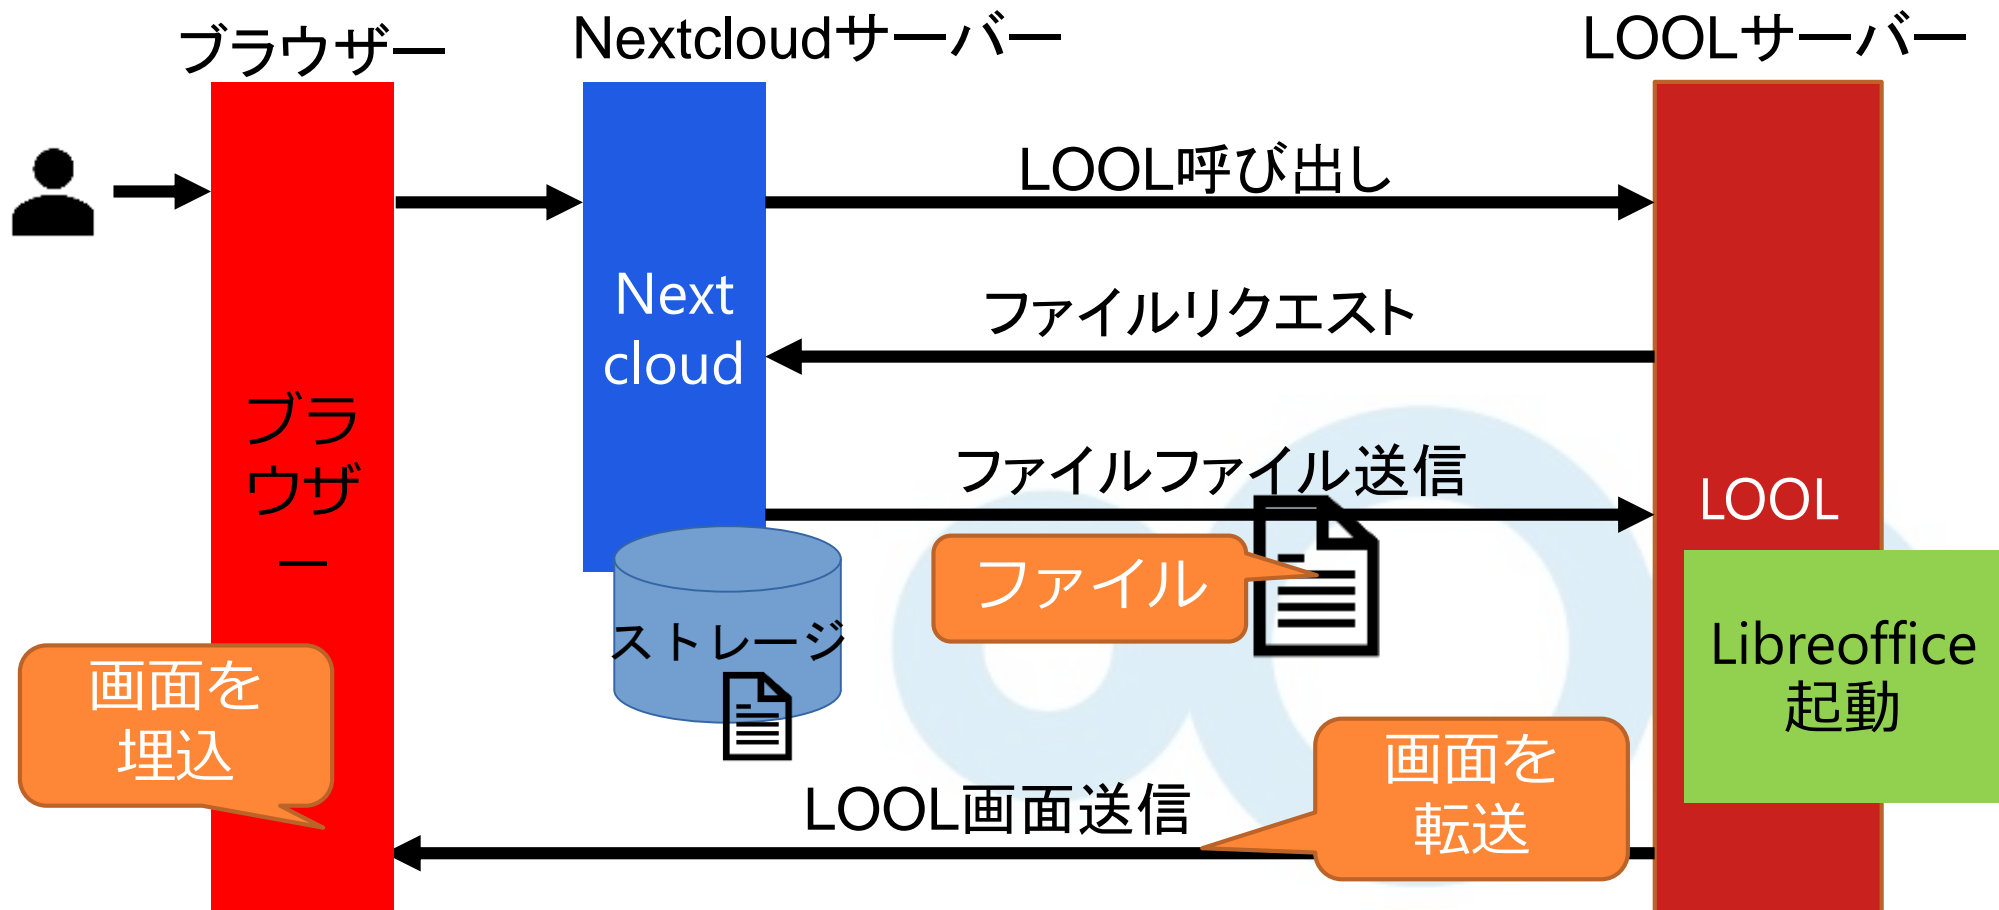 ブラウザー
Nextcloudサーバー
LOOLサーバー
LOOL呼び出し
Next
cloud
ファイルリクエスト
ブラ
ウザ
ー
ファイルファイル送信
LOOL
ファイル
ストレージ
Libreoffice
起動
画面を
埋込
画面を
転送
LOOL画面送信